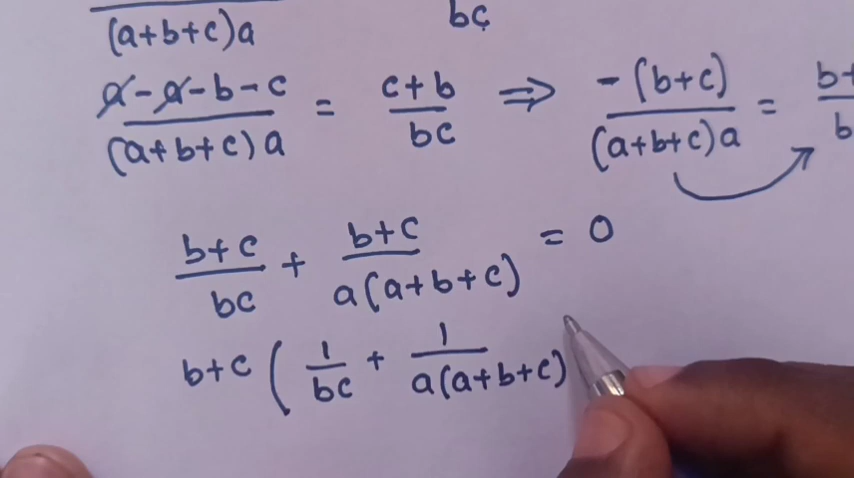 (a+b+c)a bc
a-a-b-c/(a+b+c)a = c+b/bc ⇒ -(b+c)/(a+b+c)a = b+/b
b+c/bc + b+c/a(a+b+c) = 0
b+c ( 1/bc + 1/a(a+b+c)